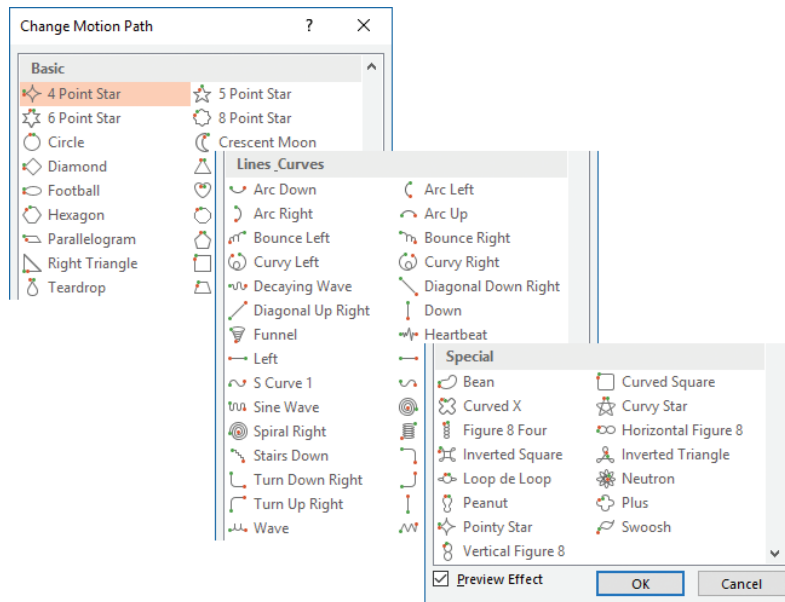 Change Motion Path ? ×
Basic
4 Point Star 5 Point Star
6 Point Star 8 Point Star
Circle Crescent Moon
Diamond
Football
Hexagon
Parallelogram
Right Triangle
Teardrop
Lines_Curves
Arc Down Arc Left
Arc Right Arc Up
Bounce Left Bounce Right
Curvy Left Curvy Right
Decaying Wave Diagonal Down Right
Diagonal Up Right Down
Funnel Heartbeat
Left
S Curve 1
Sine Wave
Spiral Right
Stairs Down
Turn Down Right
Turn Up Right
Wave
Special
Bean Curved Square
Curved X Curvy Star
Figure 8 Four Horizontal Figure 8
Inverted Square Inverted Triangle
Loop de Loop Neutron
Peanut Plus
Pointy Star Swoosh
Vertical Figure 8
Preview Effect OK Cancel